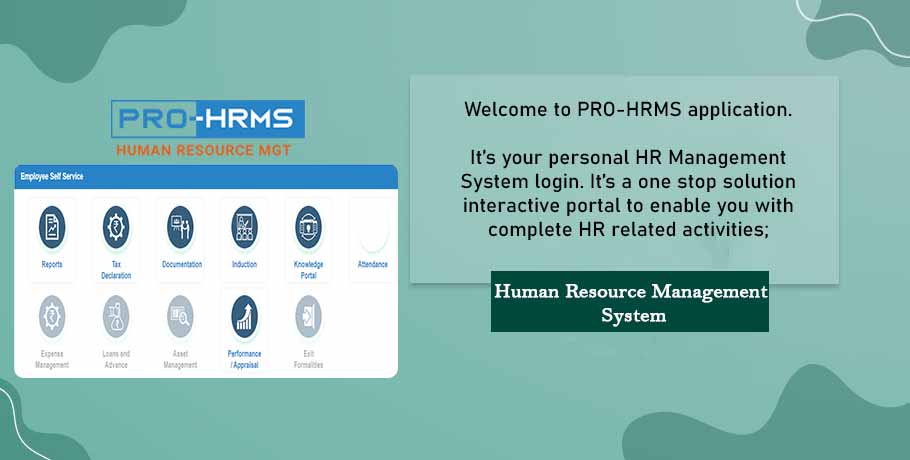 PRO-HRMS
HUMAN RESOURCE MGT
Employee Self Service
Reports
Tax
Declaration
Documentation
Induction
Knowledge
Portal
Attendance
Expense
Management
Loans and
Advance
Asset
Management
Performance
/ Appraisal
Exit
Formalities
Welcome to PRO-HRMS application.
It's your personal HR Management
System login. It's a one stop solution
interactive portal to enable you with
complete HR related activities;
Human Resource Management
System